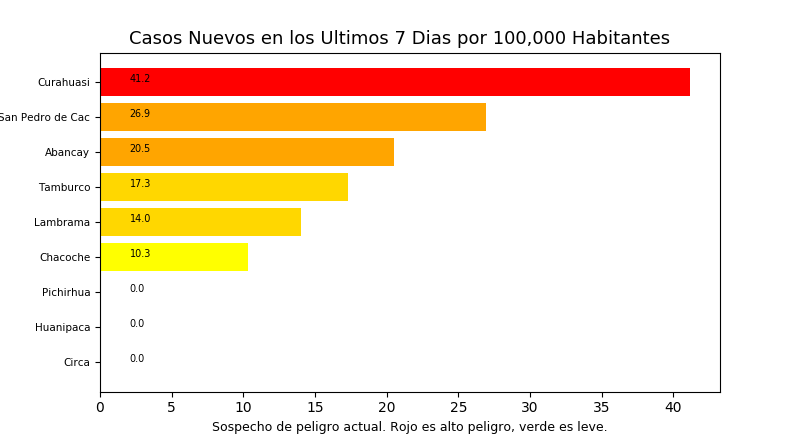 Casos Nuevos en los Ultimos 7 Dias por 100,000 Habitantes
Curahuasi 41.2
San Pedro de Cac 26.9
Abancay 20.5
Tamburco 17.3
Lambrama 14.0
Chacoche 10.3
Pichirhua 0.0
Huanipaca 0.0
Circa 0.0
0 5 10 15 20 25 30 35 40
Sospecho de peligro actual. Rojo es alto peligro, verde es leve.